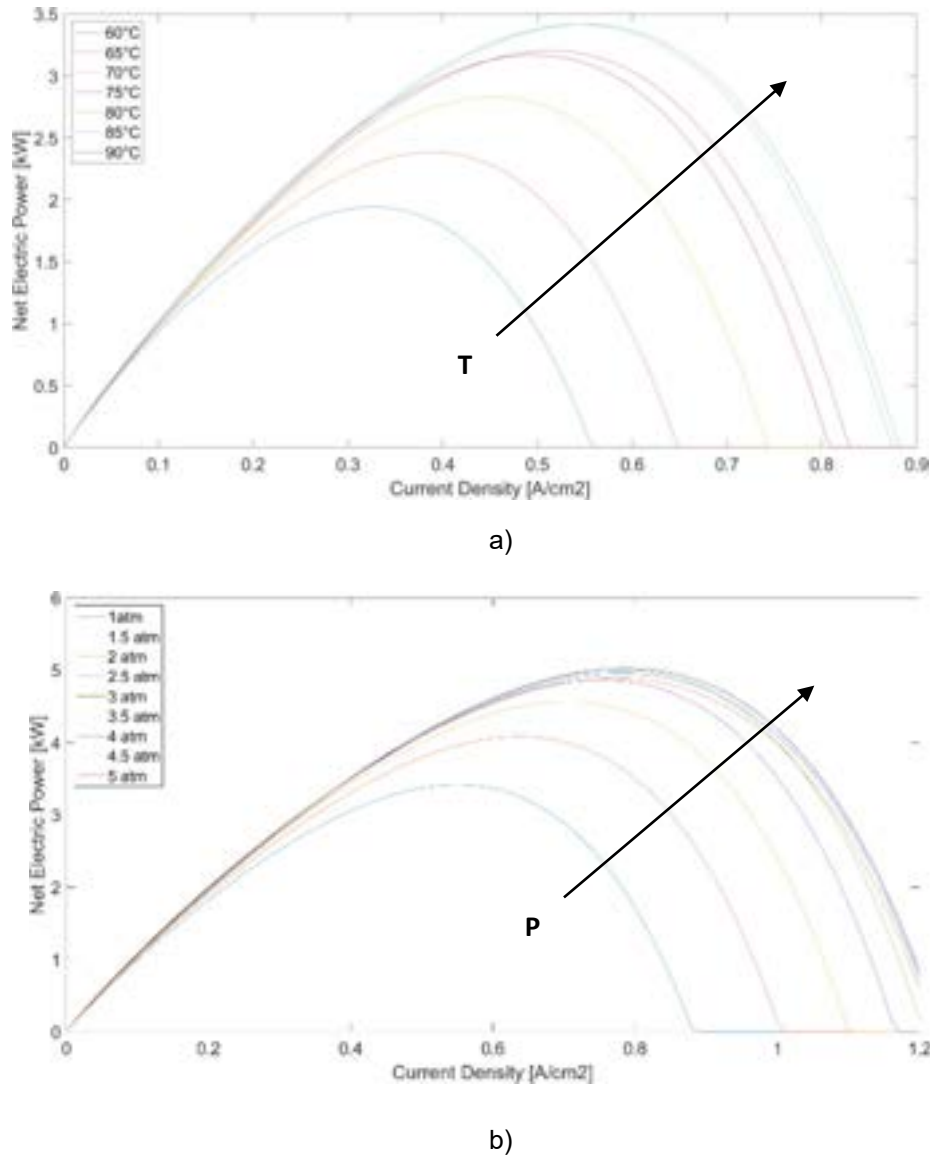 3.5
3
2.5
2
1.5
1
0.5
0
Net Electric Power [kW]
60°C
65°C
70°C
75°C
80°C
85°C
90°C
T
0 0.1 0.2 0.3 0.4 0.5 0.6 0.7 0.8 0.9
Current Density [A/cm2]
a)
6
5
4
3
2
1
0
Net Electric Power [kW]
1atm
1.5 atm
2 atm
2.5 atm
3 atm
3.5 atm
4 atm
4.5 atm
5 atm
P
0 0.2 0.4 0.6 0.8 1 1.2
Current Density [A/cm2]
b)